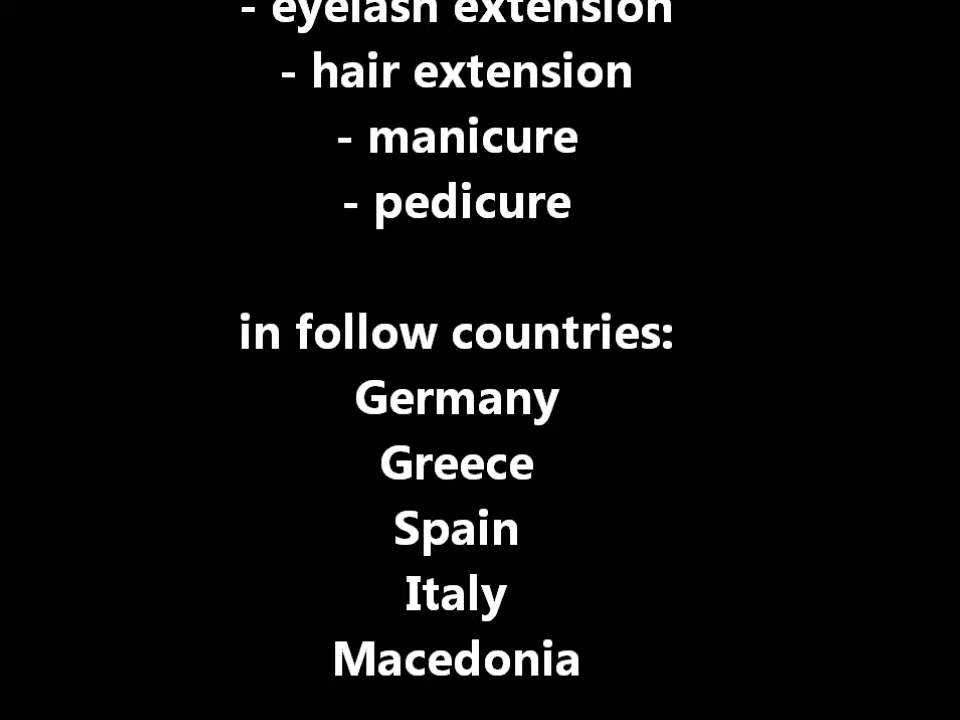 - eyelash extension
- hair extension
- manicure
- pedicure
in follow countries:
Germany
Greece
Spain
Italy
Macedonia